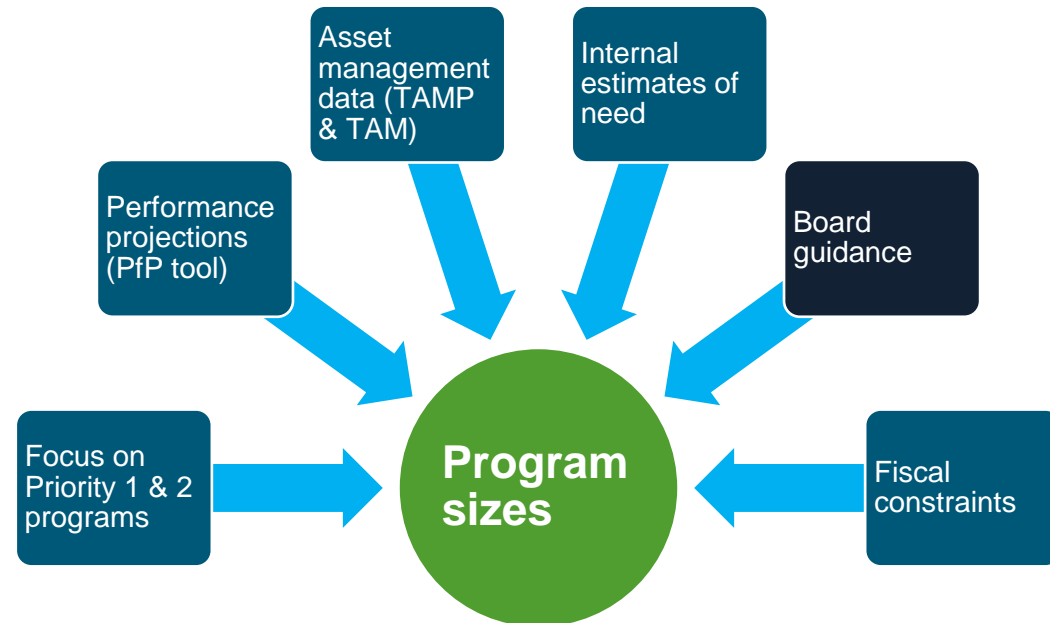 Asset
management
data (TAMP
& TAM)
Internal
estimates of
need
Performance
projections
(PfP tool)
Board
guidance
Focus on
Priority 1 & 2
programs
Program
sizes
Fiscal
constraints